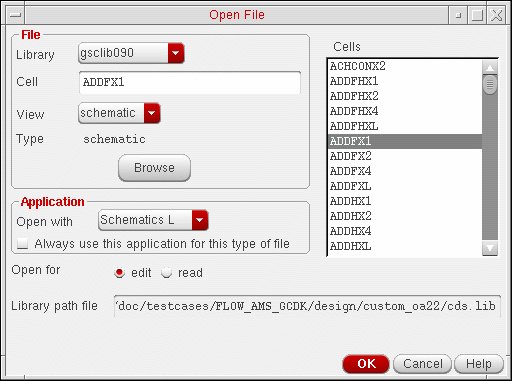 Open File
File
Library gsclib090
Cell ADDFX1
View schematic
Type schematic
Browse
Application
Open with Schematics L
Always use this application for this type of file
Cells
ACHCONX2
ADDFHX1
ADDFHX2
ADDFHX4
ADDFHXL
ADDFX1
ADDFX2
ADDFX4
ADDFXL
ADDHX1
ADDHX2
ADDHX4
ADDHXL
Open for edit read
Library path file /doc/testcases/FLOW_AMS_GCDK/design/custom_oa22/cds.lib
OK Cancel Help